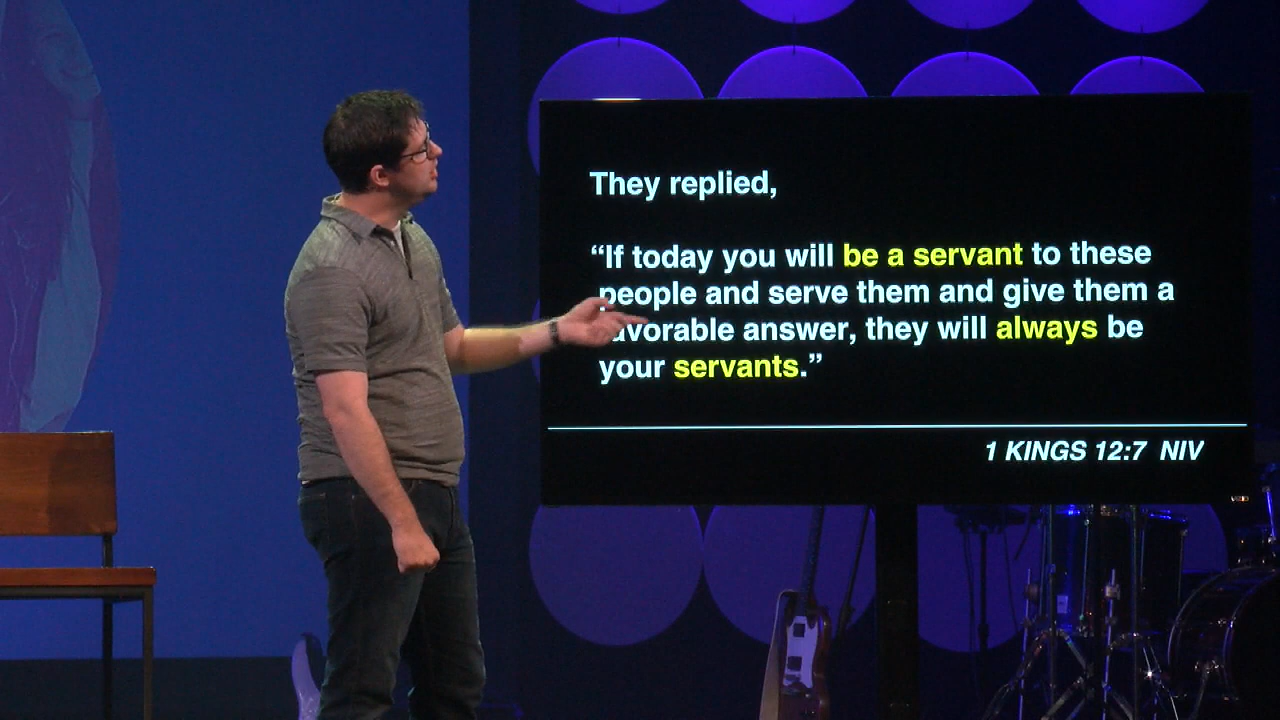 They replied,
“If today you will be a servant to these
people and serve them and give them a
favorable answer, they will always be
your servants.”
1 KINGS 12:7 NIV